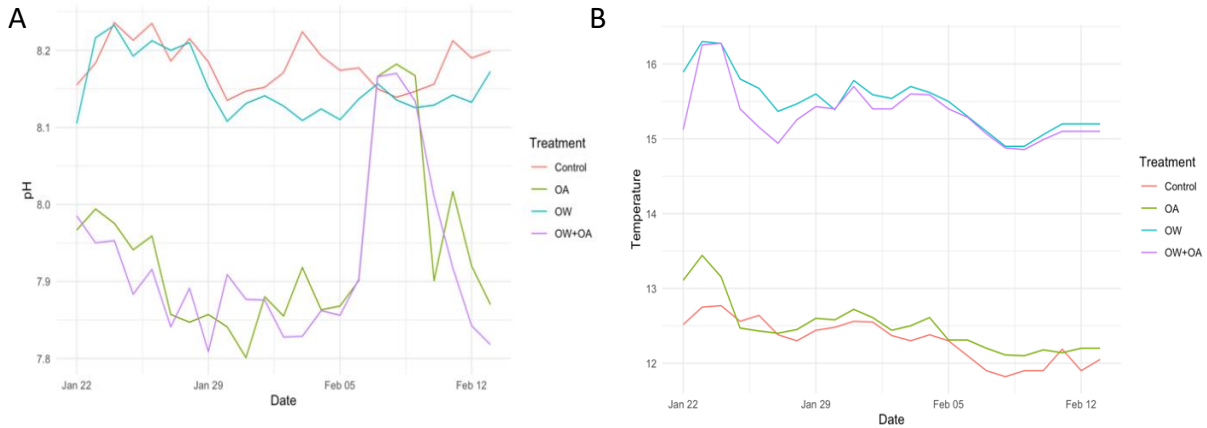 A
8.2
8.1
8.0
7.9
7.8
pH
Jan 22
Jan 29
Feb 05
Feb 12
Date
Treatment
Control
OA
OW
OW+OA
B
16
15
14
13
12
Temperature
Jan 22
Jan 29
Feb 05
Feb 12
Date
Treatment
Control
OA
OW
OW+OA